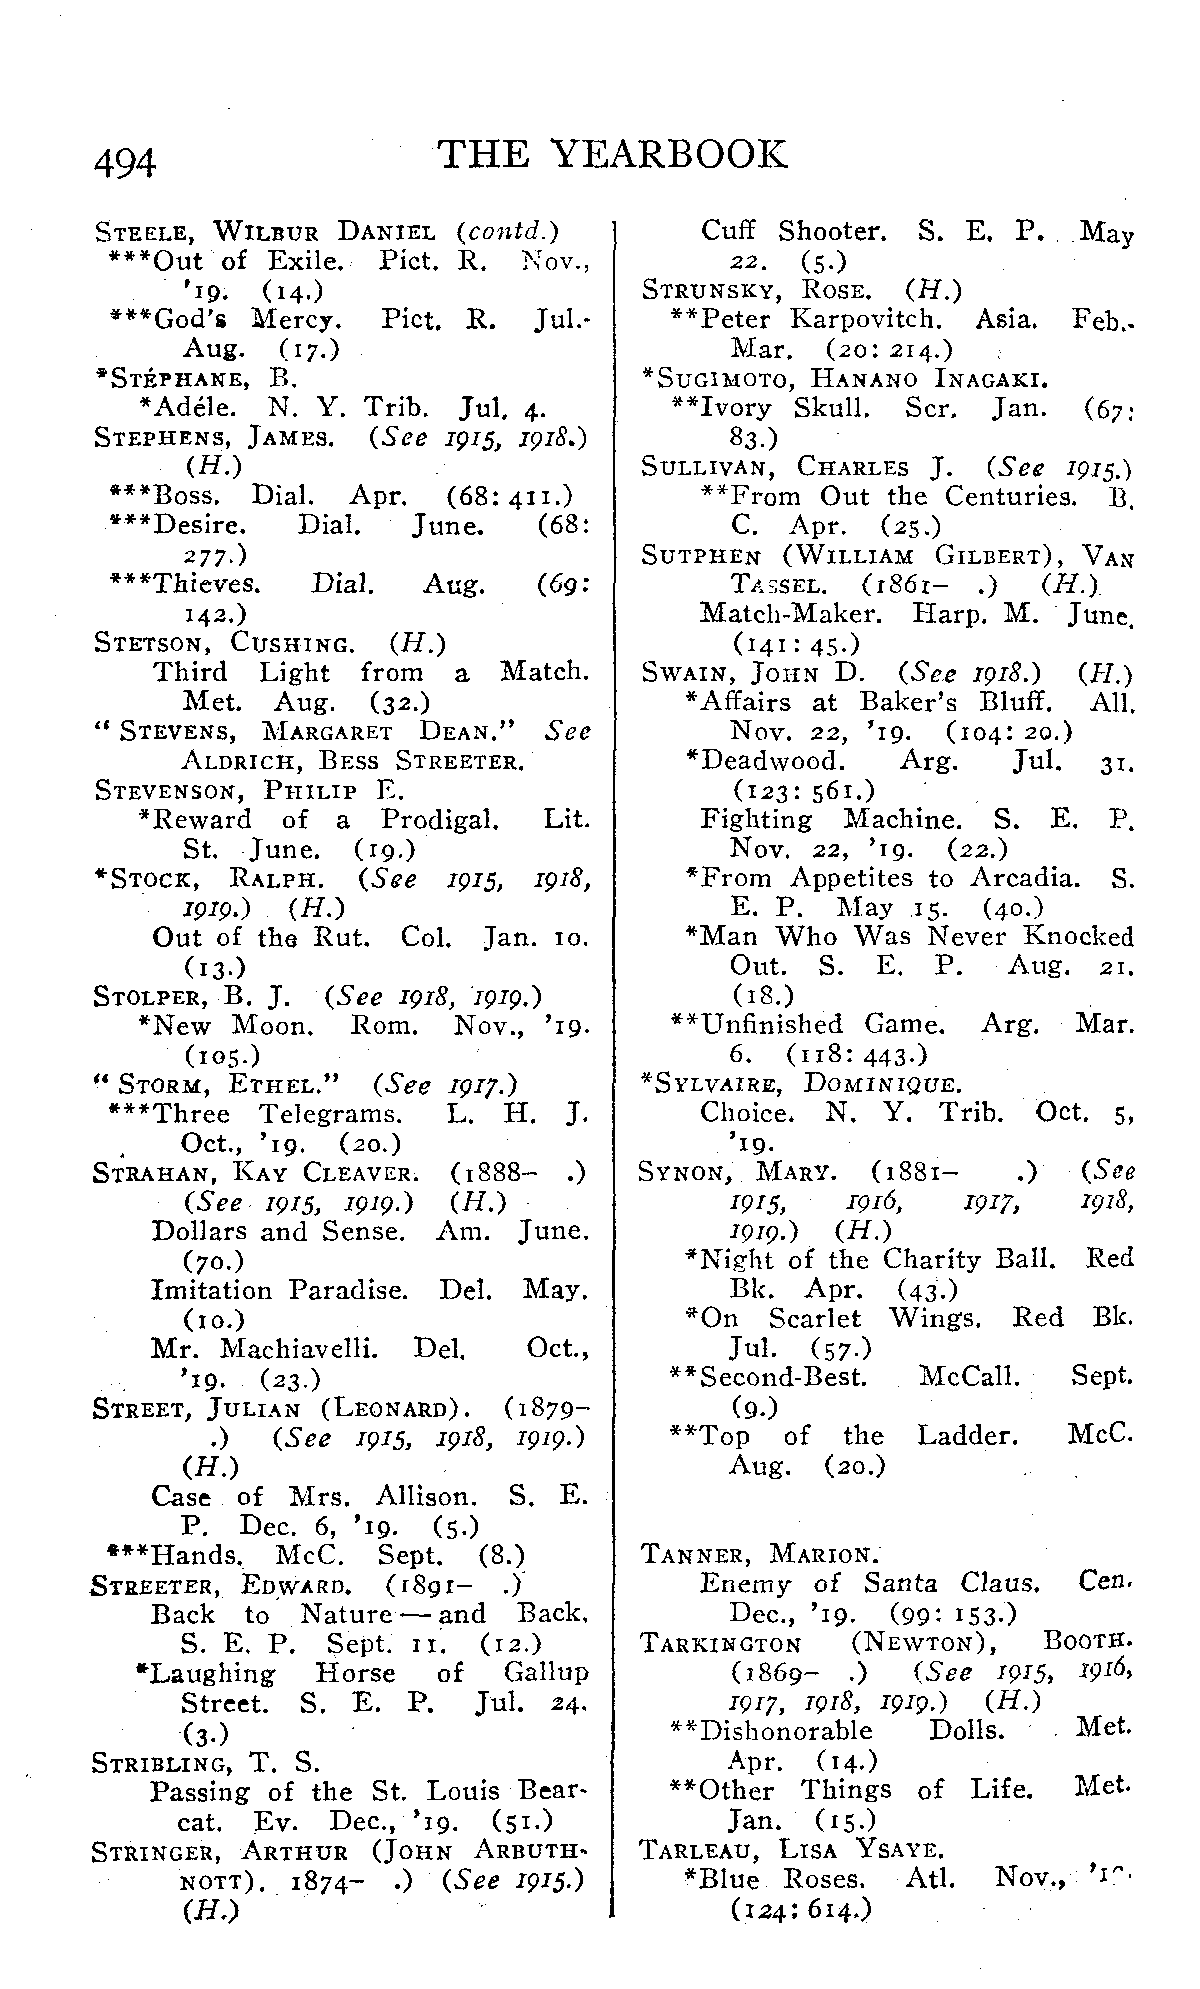 494
THE YEARBOOK
STEELE, WILBUR DANIEL (contd.)
***Out of Exile. Pict. R. Nov.,
'19. (14.)
***God's Mercy. Pict. R. Jul.-
Aug. (17.)
*STÉPHANE, B.
*Adéle. N. Y. Trib. Jul. 4.
STEPHENS, JAMES. (See 1915, 1918.)
(H.)
***Boss. Dial. Apr. (68: 411.)
***Desire. Dial. June. (68:
277.)
***Thieves. Dial. Aug. (69:
142.)
STETSON, CUSHING. (H.)
Third Light from a Match.
Met. Aug. (32.)
"STEVENS, MARGARET DEAN." See
ALDRICH, BESS STREETER.
STEVENSON, PHILIP E.
*Reward of a Prodigal. Lit.
St. June. (19.)
*STOCK, RALPH. (See 1915, 1918,
1919.) (H.)
Out of the Rut. Col. Jan. 10.
(13.)
STOLPER, B. J. (See 1918, 1919.)
*New Moon. Rom. Nov., '19.
(105.)
"STORM, ETHEL." (See 1917.)
***Three Telegrams. L. H. J.
Oct., '19. (20.)
STRAHAN, KAY CLEAVER. (1888– .)
(See 1915, 1919.) (H.)
Dollars and Sense. Am. June.
(70.)
Imitation Paradise. Del. May.
(10.)
Mr. Machiavelli. Del. Oct.,
'19. (23.)
STREET, JULIAN (LEONARD). (1879–
.) (See 1915, 1918, 1919.)
(H.)
Case of Mrs. Allison. S. E.
P. Dec. 6, '19. (5.)
***Hands. McC. Sept. (8.)
STREETER, EDWARD. (1891– .)
Back to Nature — and Back.
S. E. P. Sept. 11. (12.)
*Laughing Horse of Gallup
Street. S. E. P. Jul. 24.
(3.)
STRIBLING, T. S.
Passing of the St. Louis Bear-
cat. Ev. Dec., '19. (51.)
STRINGER, ARTHUR (JOHN ARBUTH-
NOTT). 1874– .) (See 1915.)
(H.)
Cuff Shooter. S. E. P. May
22. (5.)
STRUNSKY, ROSE. (H.)
**Peter Karpovitch. Asia. Feb.-
Mar. (20: 214.)
*SUGIMOTO, HANANO INAGAKI.
**Ivory Skull. Scr. Jan. (67:
83.)
SULLIVAN, CHARLES J. (See 1915.)
**From Out the Centuries. B.
C. Apr. (25.)
SUTPHEN (WILLIAM GILBERT), VAN
TASSEL. (1861– .) (H.)
Match-Maker. Harp. M. June.
(141: 45.)
SWAIN, JOHN D. (See 1918.) (H.)
*Affairs at Baker's Bluff. All.
Nov. 22, '19. (104: 20.)
*Deadwood. Arg. Jul. 31.
(123: 561.)
Fighting Machine. S. E. P.
Nov. 22, '19. (22.)
*From Appetites to Arcadia. S.
E. P. May 15. (40.)
*Man Who Was Never Knocked
Out. S. E. P. Aug. 21.
(18.)
**Unfinished Game. Arg. Mar.
6. (118: 443.)
*SYLVAIRE, DOMINIQUE.
Choice. N. Y. Trib. Oct. 5,
'19.
SYNON, MARY. (1881– .) (See
1915, 1916, 1917, 1918,
1919.) (H.)
*Night of the Charity Ball. Red
Bk. Apr. (43.)
*On Scarlet Wings. Red Bk.
Jul. (57.)
**Second-Best. McCall. Sept.
(9.)
**Top of the Ladder. McC.
Aug. (20.)
TANNER, MARION.
Enemy of Santa Claus. Cen.
Dec., '19. (99: 153.)
TARKINGTON (NEWTON), BOOTH.
(1869– .) (See 1915, 1916,
1917, 1918, 1919.) (H.)
**Dishonorable Dolls. Met.
Apr. (14.)
**Other Things of Life. Met.
Jan. (15.)
TARLEAU, LISA YSAYE.
*Blue Roses. Atl. Nov.,
(124: 614.)